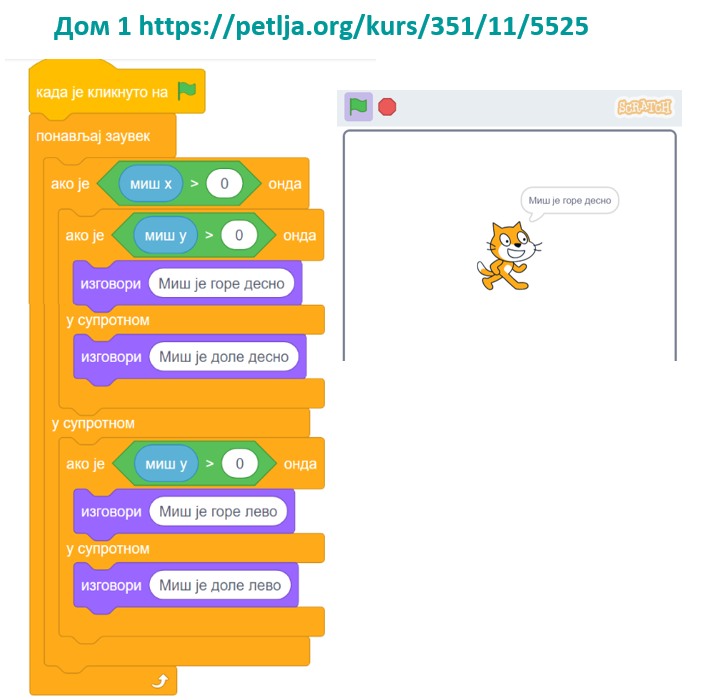 Дом 1 https://petlja.org/kurs/351/11/5525
када је кликнуто на
понављај заувек
ако је миш x > 0 онда
ако је миш y > 0 онда
изговори Миш је горе десно
у супротном
изговори Миш је доле десно
у супротном
ако је миш y > 0 онда
изговори Миш је горе лево
у супротном
изговори Миш је доле лево
SCRATCH
Миш је горе десно